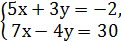 5x + 3y = −2,
7x − 4y = 30